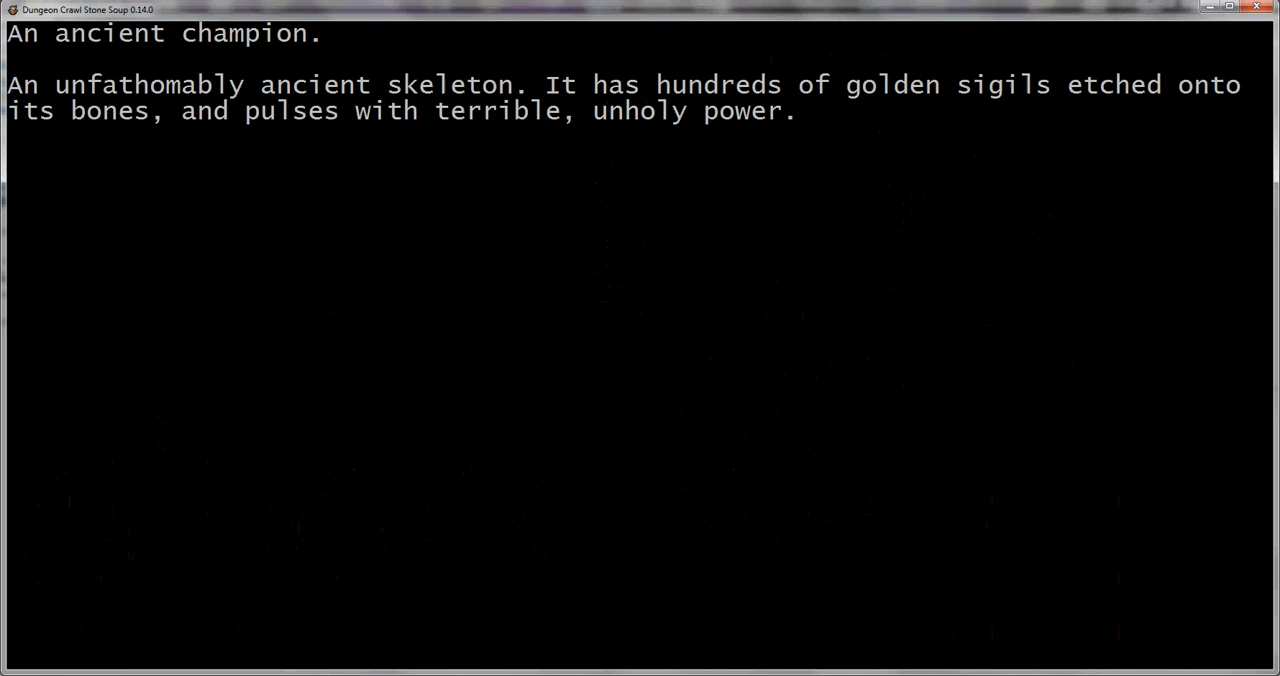 Dungeon Crawl Stone Soup 0.14.0
An ancient champion.
An unfathomably ancient skeleton. It has hundreds of golden sigils etched onto
its bones, and pulses with terrible, unholy power.